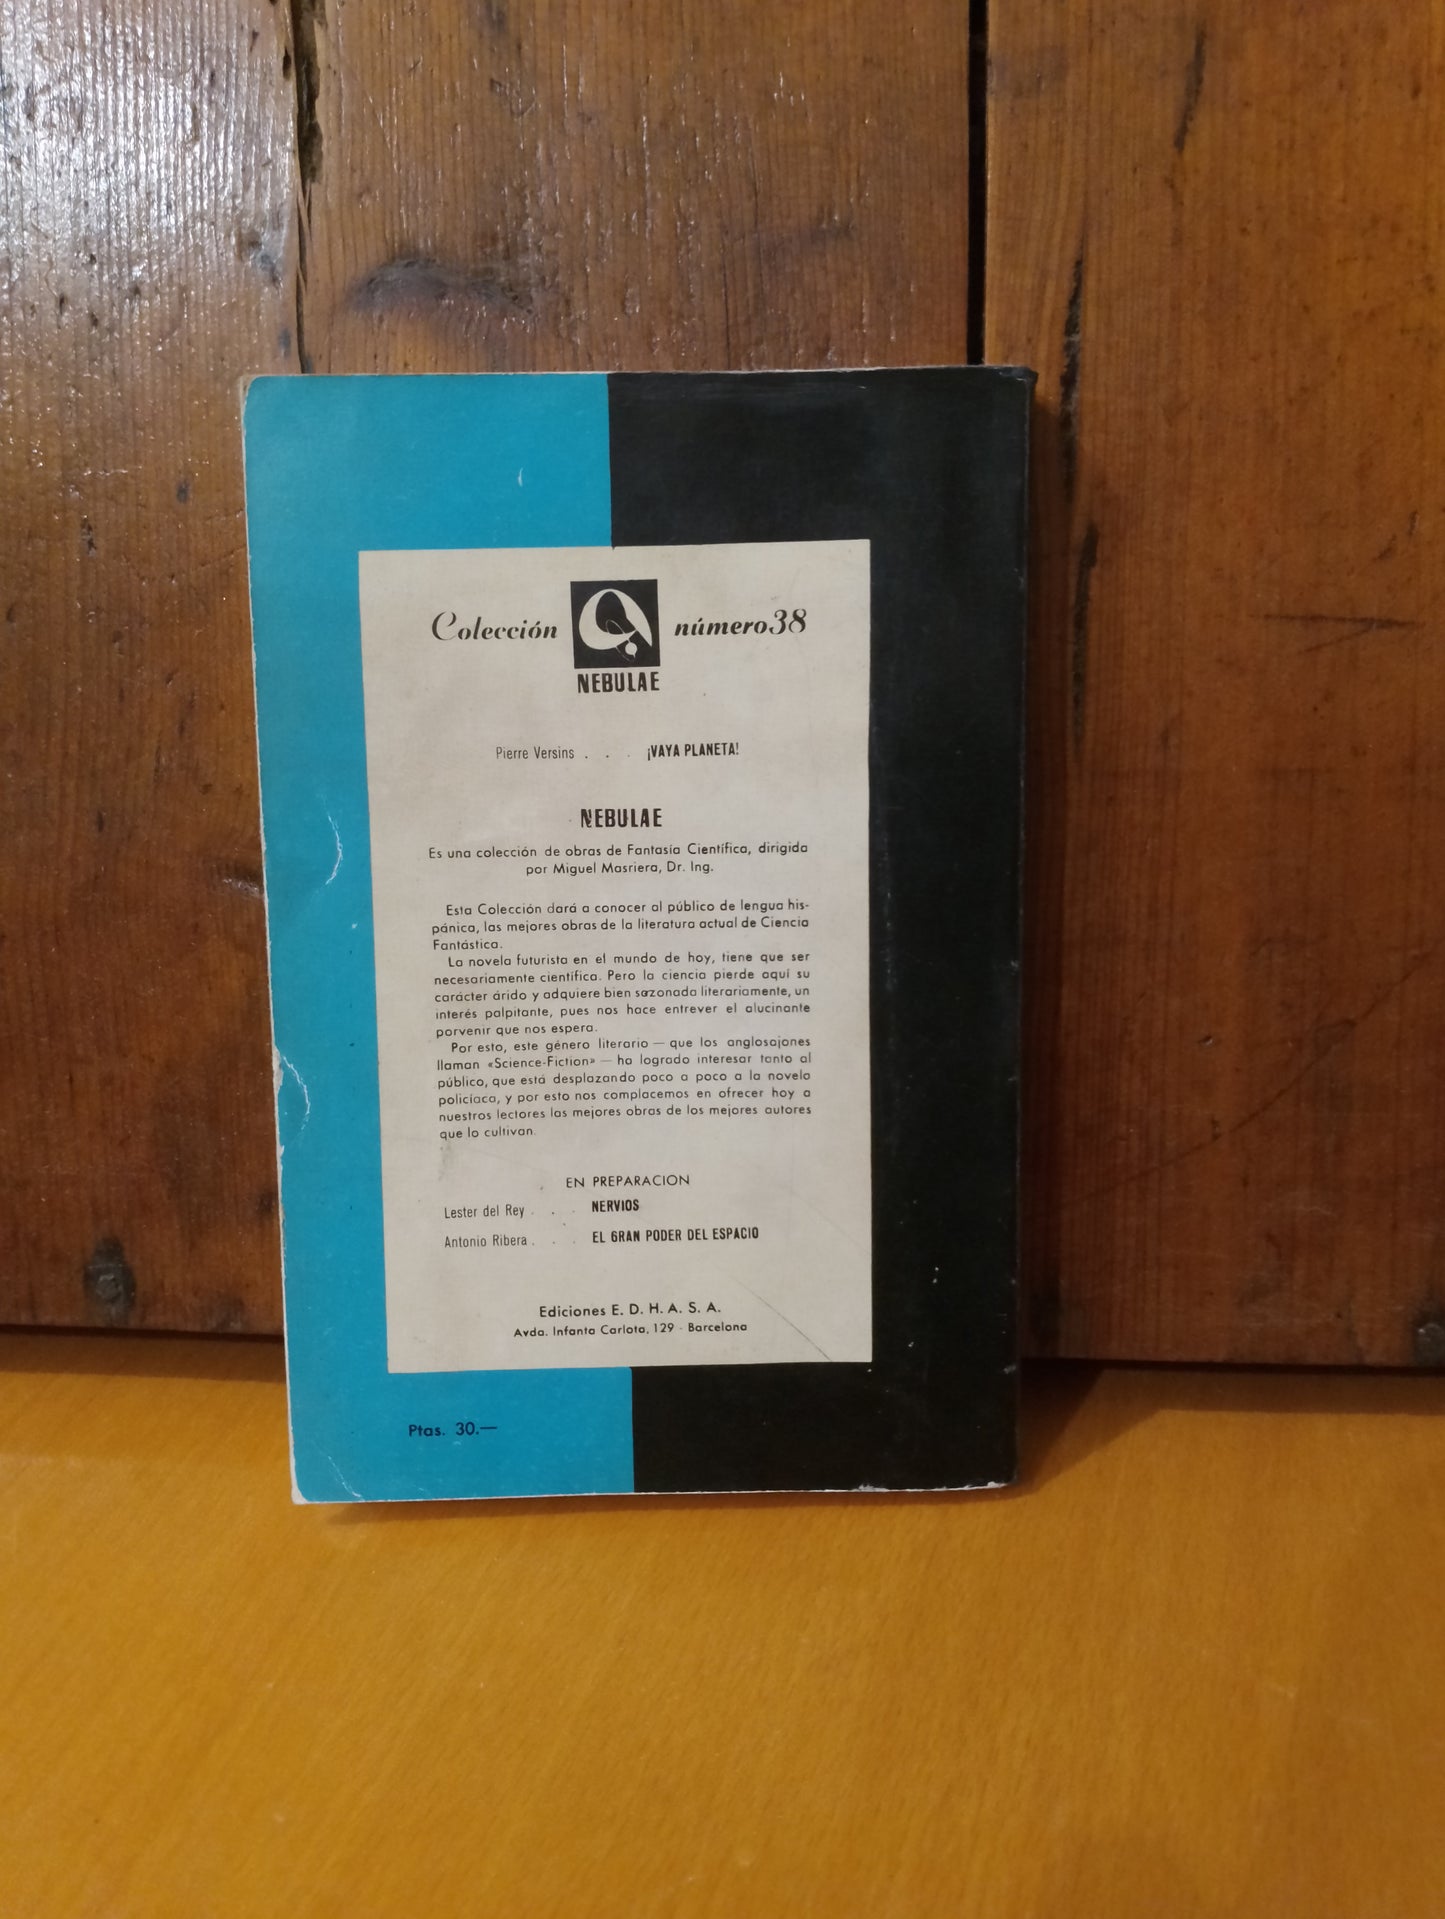 Colección número 38
NEBULAE
Pierre Versins . . . ¡VAYA PLANETA!
NEBULAE
Es una colección de obras de Fantasía Científica, dirigida
por Miguel Masriera, Dr. Ing.
Esta Colección dará a conocer al público de lengua his-
pánica, las mejores obras de la literatura actual de Ciencia
Fantástica.
La novela futurista en el mundo de hoy, tiene que ser
necesariamente científica. Pero la ciencia pierde aquí su
carácter árido y adquiere bien sazonada literariamente, un
interés palpitante, pues nos hace entrever el alucinante
porvenir que nos espera.
Por esto, este género literario — que los anglosajones
llaman «Science-Fiction» — ha logrado interesar tanto al
público, que está desplazando poco a poco a la novela
policíaca, y por esto nos complacemos en ofrecer hoy a
nuestros lectores las mejores obras de los mejores autores
que lo cultivan.
EN PREPARACION
Lester del Rey . . . NERVIOS
Antonio Ribera . . . EL GRAN PODER DEL ESPACIO
Ediciones E. D. H. A. S. A.
Avda. Infanta Carlota, 129 - Barcelona
Ptas. 30.—